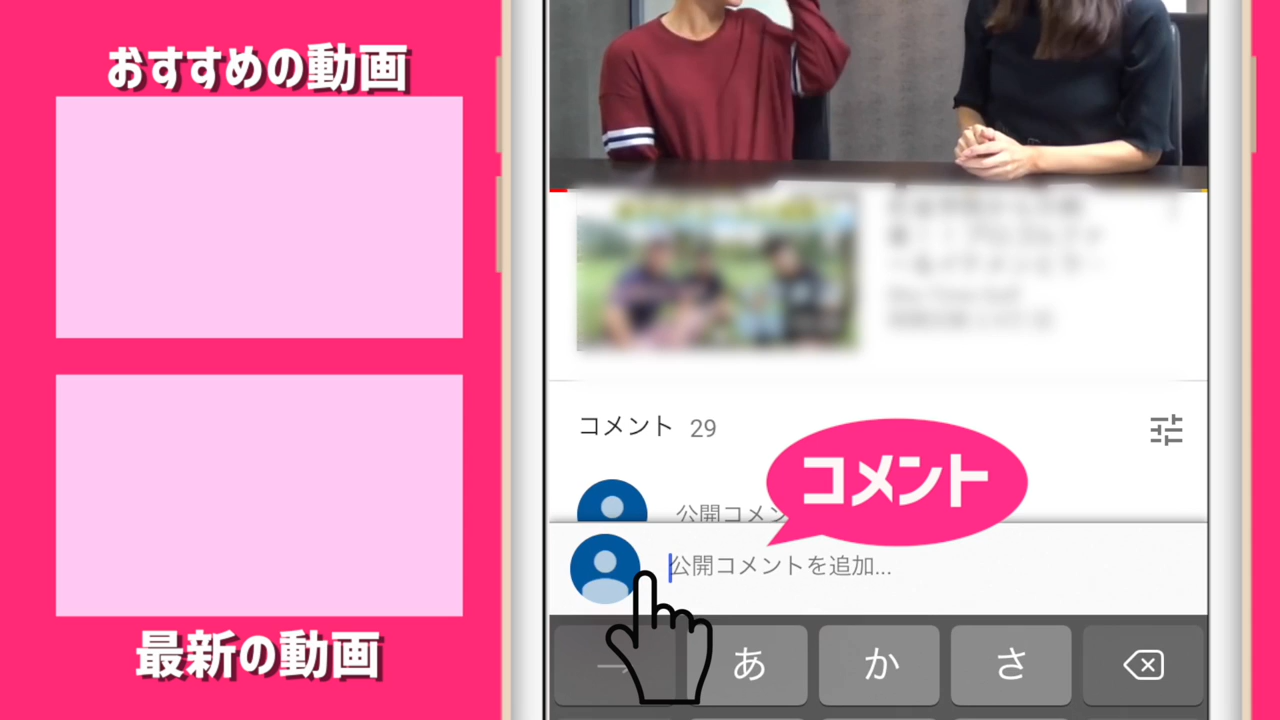 おすすめの動画
最新の動画
コメント 29
コメント
公開コメン
公開コメントを追加...
→ あ か さ